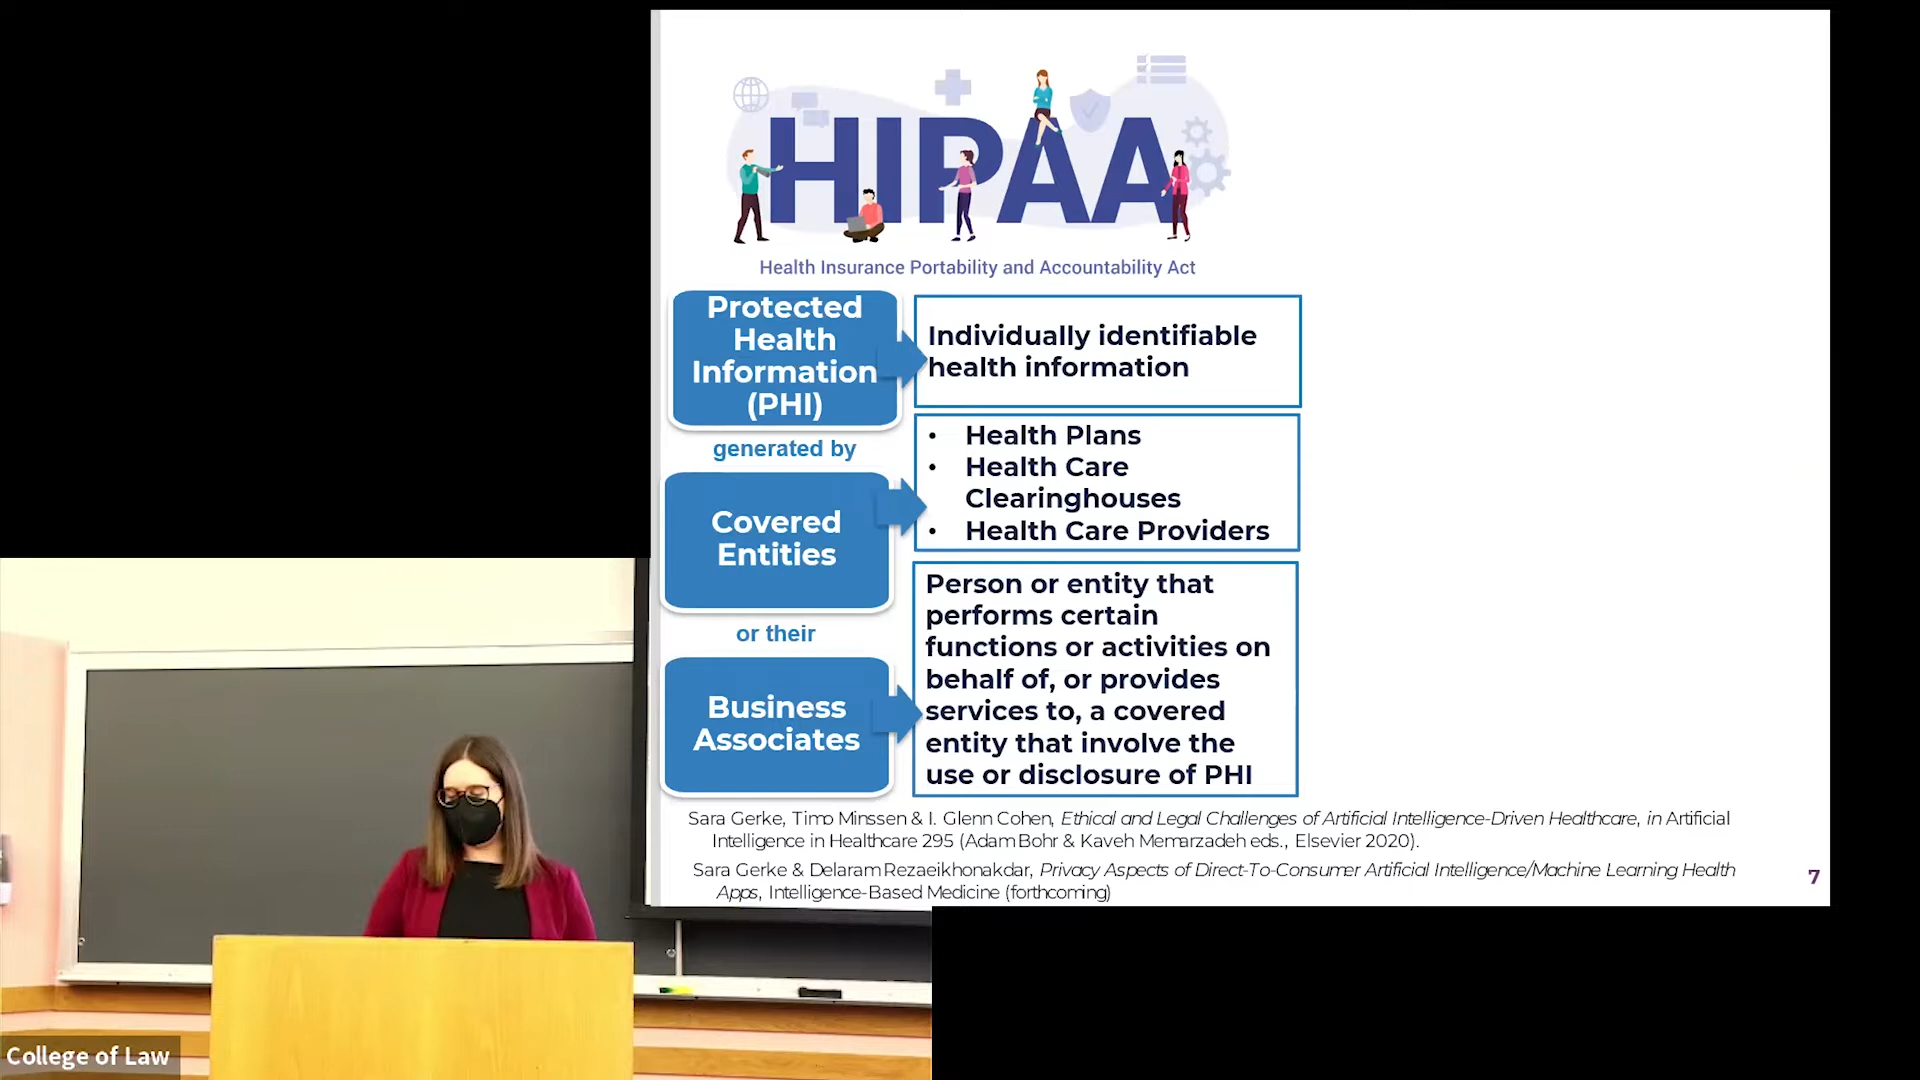 HIPAA
Health Insurance Portability and Accountability Act
Protected
Health
Information
(PHI)
Individually identifiable
health information
generated by
Covered
Entities
• Health Plans
• Health Care
Clearinghouses
• Health Care Providers
or their
Business
Associates
Person or entity that
performs certain
functions or activities on
behalf of, or provides
services to, a covered
entity that involve the
use or disclosure of PHI
Sara Gerke, Timo Minssen & I. Glenn Cohen, Ethical and Legal Challenges of Artificial Intelligence-Driven Healthcare, in Artificial
Intelligence in Healthcare 295 (Adam Bohr & Kaveh Memarzadeh eds., Elsevier 2020).
Sara Gerke & Delaram Rezaeikhonakdar, Privacy Aspects of Direct-To-Consumer Artificial Intelligence/Machine Learning Health
Apps, Intelligence-Based Medicine (forthcoming)
7
College of Law